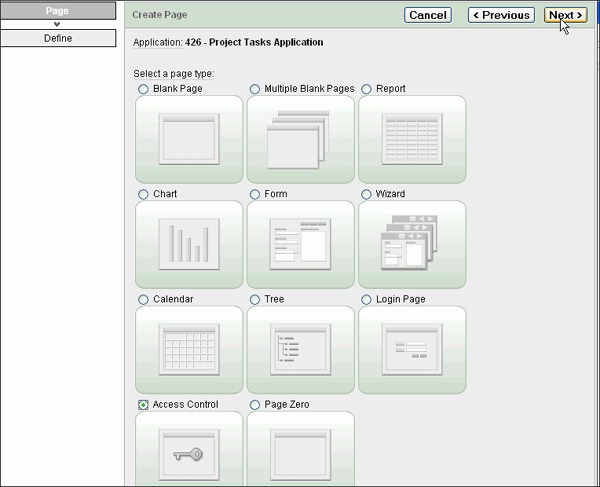 Page
Define
Create Page
Cancel
< Previous
Next >
Application: 426 - Project Tasks Application
Select a page type:
Blank Page
Multiple Blank Pages
Report
Chart
Form
Wizard
Calendar
Tree
Login Page
Access Control
Page Zero